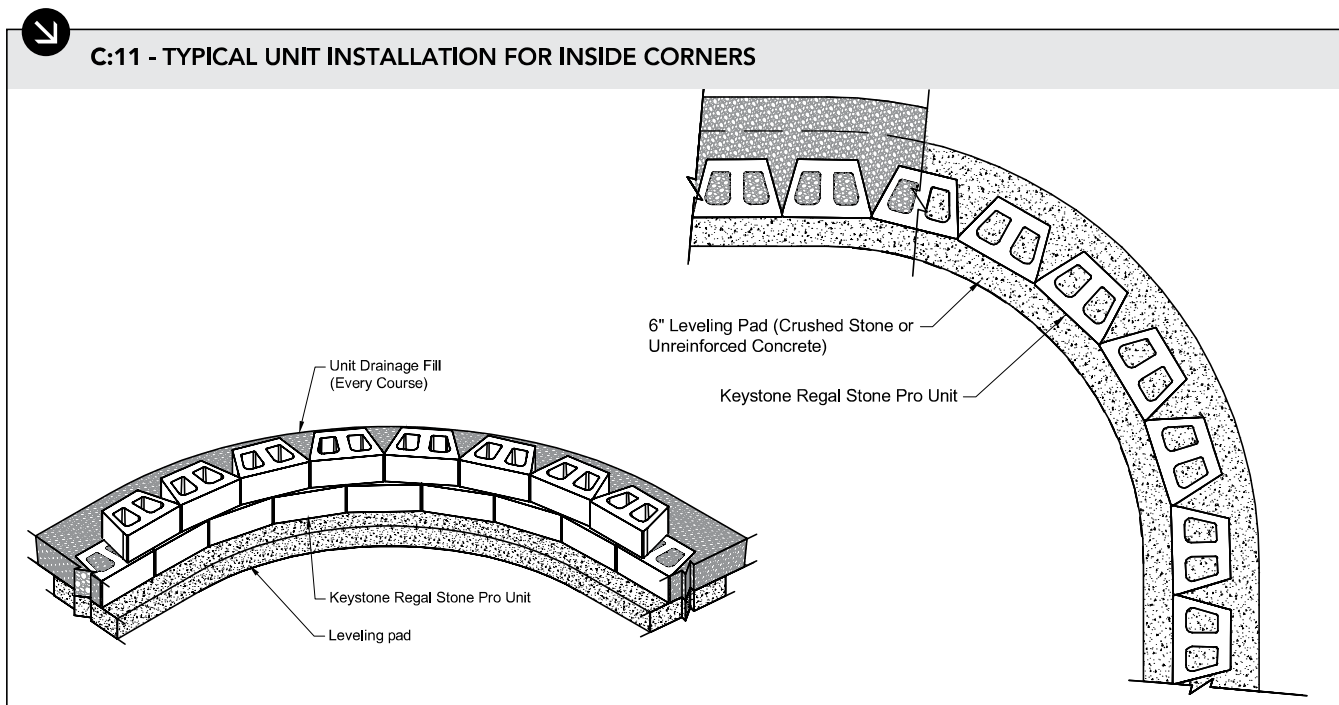 C:11 - TYPICAL UNIT INSTALLATION FOR INSIDE CORNERS
6" Leveling Pad (Crushed Stone or
Unreinforced Concrete)
Keystone Regal Stone Pro Unit
Unit Drainage Fill
(Every Course)
Keystone Regal Stone Pro Unit
Leveling pad